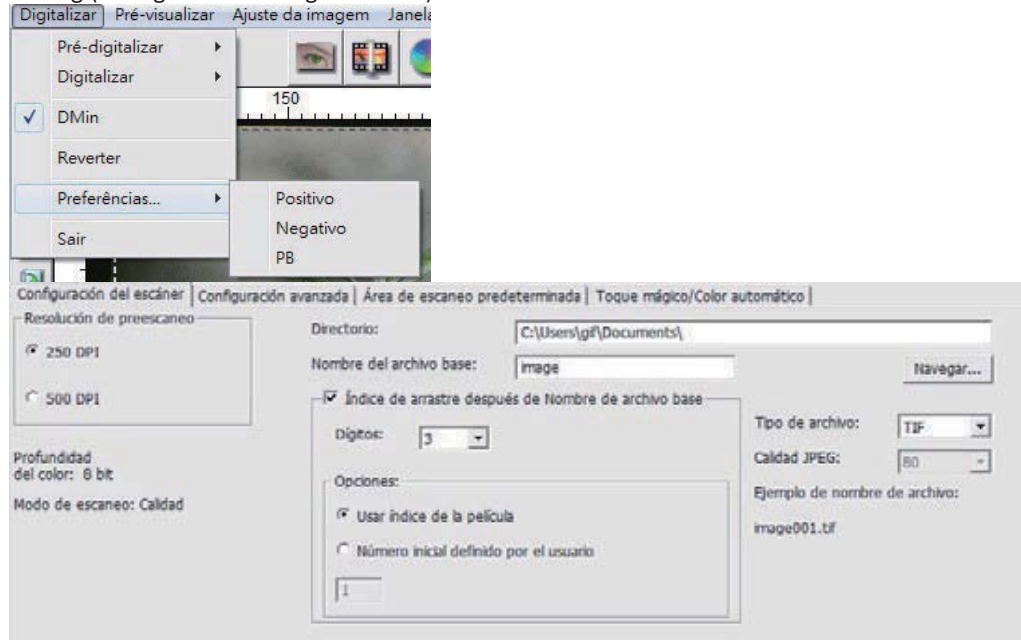 Digitalizar Pré-visualizar Ajuste da imagem Janela
Pré-digitalizar
Digitalizar
150
DMin
Reverter
Preferências...
Positivo
Negativo
Sair
PB
Configuración del escáner Configuración avanzada Área de escaneo predeterminada Toque mágico/Color automático
Resolución de preescaneo
250 DPI
500 DPI
Profundidad
del color: 8 bit
Modo de escaneo: Calidad
Directorio: C:\Users\gif\Documents\
Nombre del archivo base: image
Navegar...
Índice de arrastre después de Nombre de archivo base
Dígitos: 3
Opciones:
Usar índice de la película
Número inicial definido por el usuario
1
Tipo de archivo: TIF
Calidad JPEG: 80
Ejemplo de nombre de archivo:
image001.tif